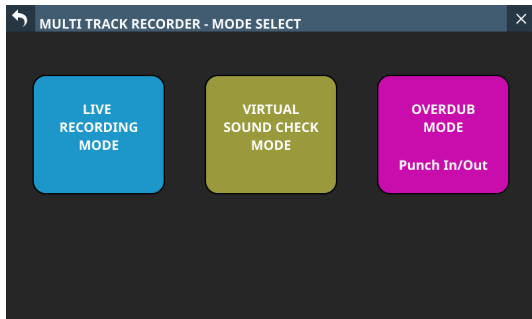 MULTI TRACK RECORDER - MODE SELECT
LIVE
RECORDING
MODE
VIRTUAL
SOUND CHECK
MODE
OVERDUB
MODE
Punch In/Out